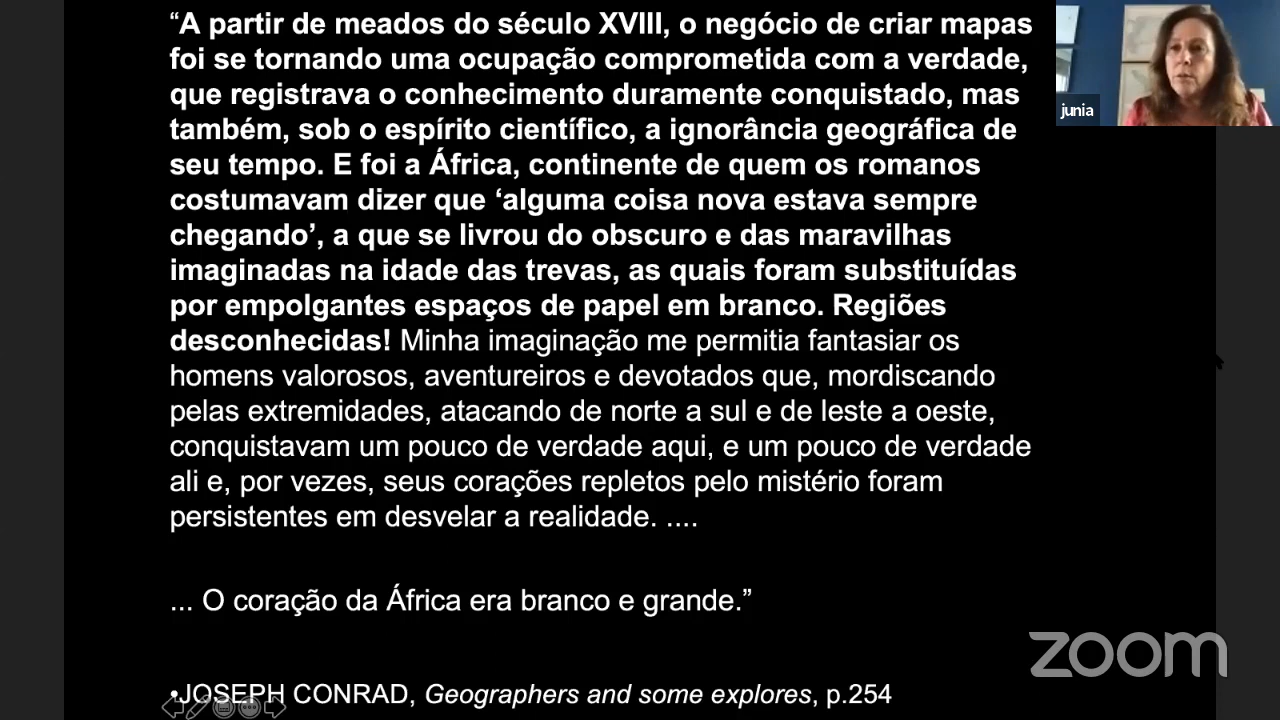 “A partir de meados do século XVIII, o negócio de criar mapas
foi se tornando uma ocupação comprometida com a verdade,
que registrava o conhecimento duramente conquistado, mas
também, sob o espírito científico, a ignorância geográfica de
seu tempo. E foi a África, continente de quem os romanos
costumavam dizer que ‘alguma coisa nova estava sempre
chegando’, a que se livrou do obscuro e das maravilhas
imaginadas na idade das trevas, as quais foram substituídas
por empolgantes espaços de papel em branco. Regiões
desconhecidas! Minha imaginação me permitia fantasiar os
homens valorosos, aventureiros e devotados que, mordiscando
pelas extremidades, atacando de norte a sul e de leste a oeste,
conquistavam um pouco de verdade aqui, e um pouco de verdade
ali e, por vezes, seus corações repletos pelo mistério foram
persistentes em desvelar a realidade. ....
... O coração da África era branco e grande.”
•JOSEPH CONRAD, Geographers and some explores, p.254
junia
zoom